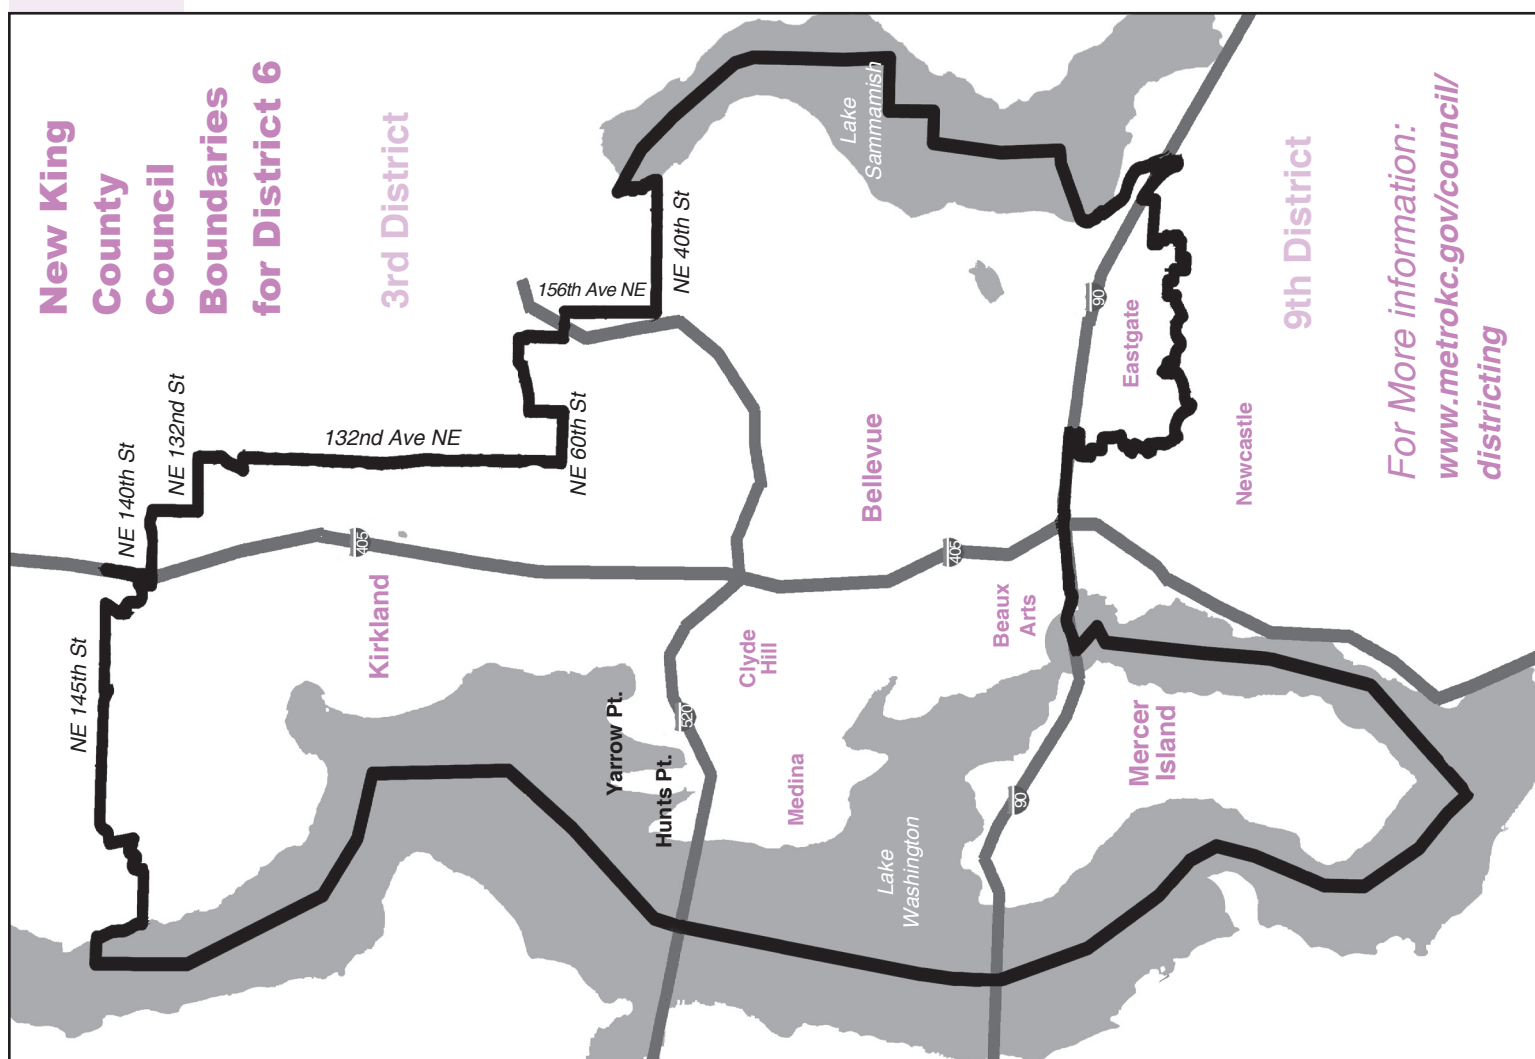 New King
County
Council
Boundaries
for District 6
3rd District
NE 145th St
NE 140th St
NE 132nd St
132nd Ave NE
NE 60th St
156th Ave NE
NE 40th St
Lake
Sammamish
405
Kirkland
Yarrow Pt.
Hunts Pt.
520
Clyde
Hill
Medina
Bellevue
405
Beaux
Arts
Lake
Washington
90
90
Eastgate
Mercer
Island
Newcastle
9th District
For More information:
www.metrokc.gov/council/
districting